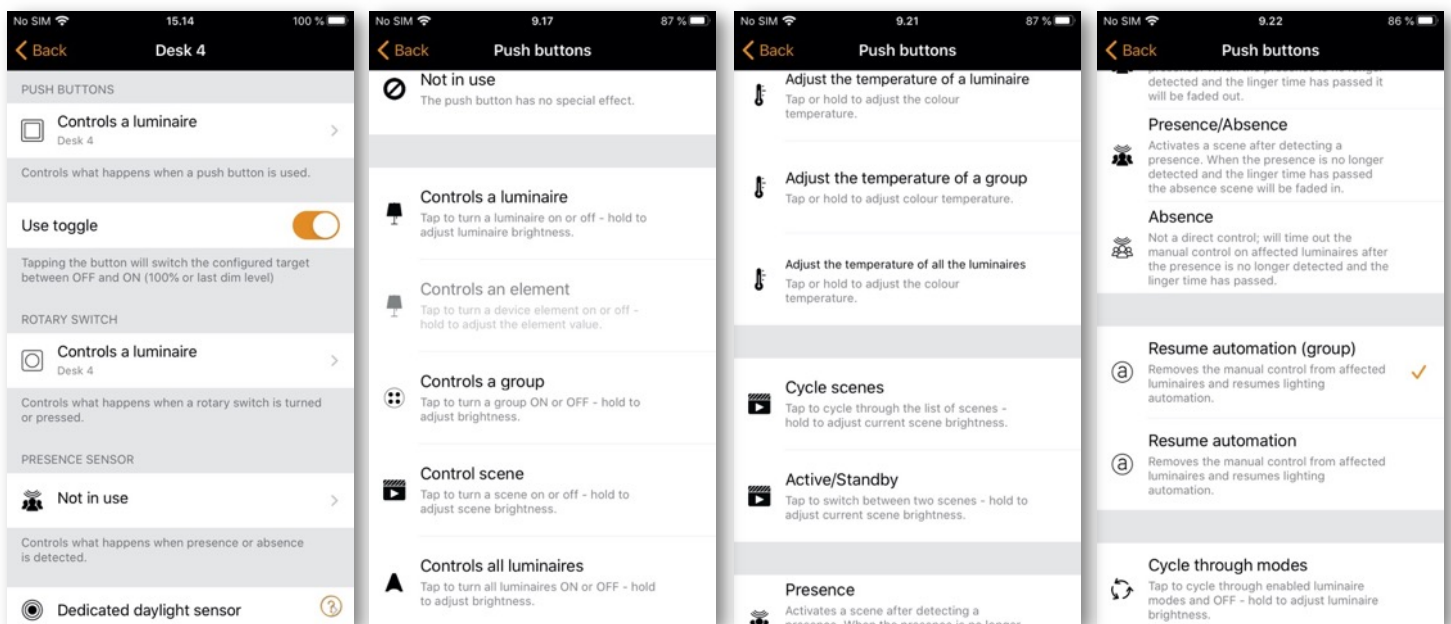 No SIM 15.14 100 %
Back Desk 4
PUSH BUTTONS
Controls a luminaire
Desk 4
Controls what happens when a push button is used.
Use toggle
Tapping the button will switch the configured target
between OFF and ON (100% or last dim level)
ROTARY SWITCH
Controls a luminaire
Desk 4
Controls what happens when a rotary switch is turned
or pressed.
PRESENCE SENSOR
Not in use
Controls what happens when presence or absence
is detected.
Dedicated daylight sensor
No SIM 9.17 87 %
Back Push buttons
Not in use
The push button has no special effect.
Controls a luminaire
Tap to turn a luminaire on or off - hold to
adjust luminaire brightness.
Controls an element
Tap to turn a device element on or off -
hold to adjust the element value.
Controls a group
Tap to turn a group ON or OFF - hold to
adjust brightness.
Control scene
Tap to turn a scene on or off - hold to
adjust scene brightness.
Controls all luminaires
Tap to turn all luminaires ON or OFF - hold
to adjust brightness.
No SIM 9.21 87 %
Back Push buttons
Adjust the temperature of a luminaire
Tap or hold to adjust the colour
temperature.
Adjust the temperature of a group
Tap or hold to adjust colour temperature.
Adjust the temperature of all the luminaires
Tap or hold to adjust the colour
temperature.
Cycle scenes
Tap to cycle through the list of scenes -
hold to adjust current scene brightness.
Active/Standby
Tap to switch between two scenes - hold to
adjust current scene brightness.
Presence
Activates a scene after detecting a
presence. When the presence is no longer
No SIM 9.22 86 %
Back Push buttons
presence. When the presence is no longer
detected and the linger time has passed it
will be faded out.
Presence/Absence
Activates a scene after detecting a
presence. When the presence is no longer
detected and the linger time has passed
the absence scene will be faded in.
Absence
Not a direct control; will time out the
manual control on affected luminaires after
the presence is no longer detected and the
linger time has passed.
Resume automation (group)
a Removes the manual control from affected
luminaires and resumes lighting
automation.
Resume automation
a Removes the manual control from affected
luminaires and resumes lighting
automation.
Cycle through modes
Tap to cycle through enabled luminaire
modes and OFF - hold to adjust luminaire
brightness.